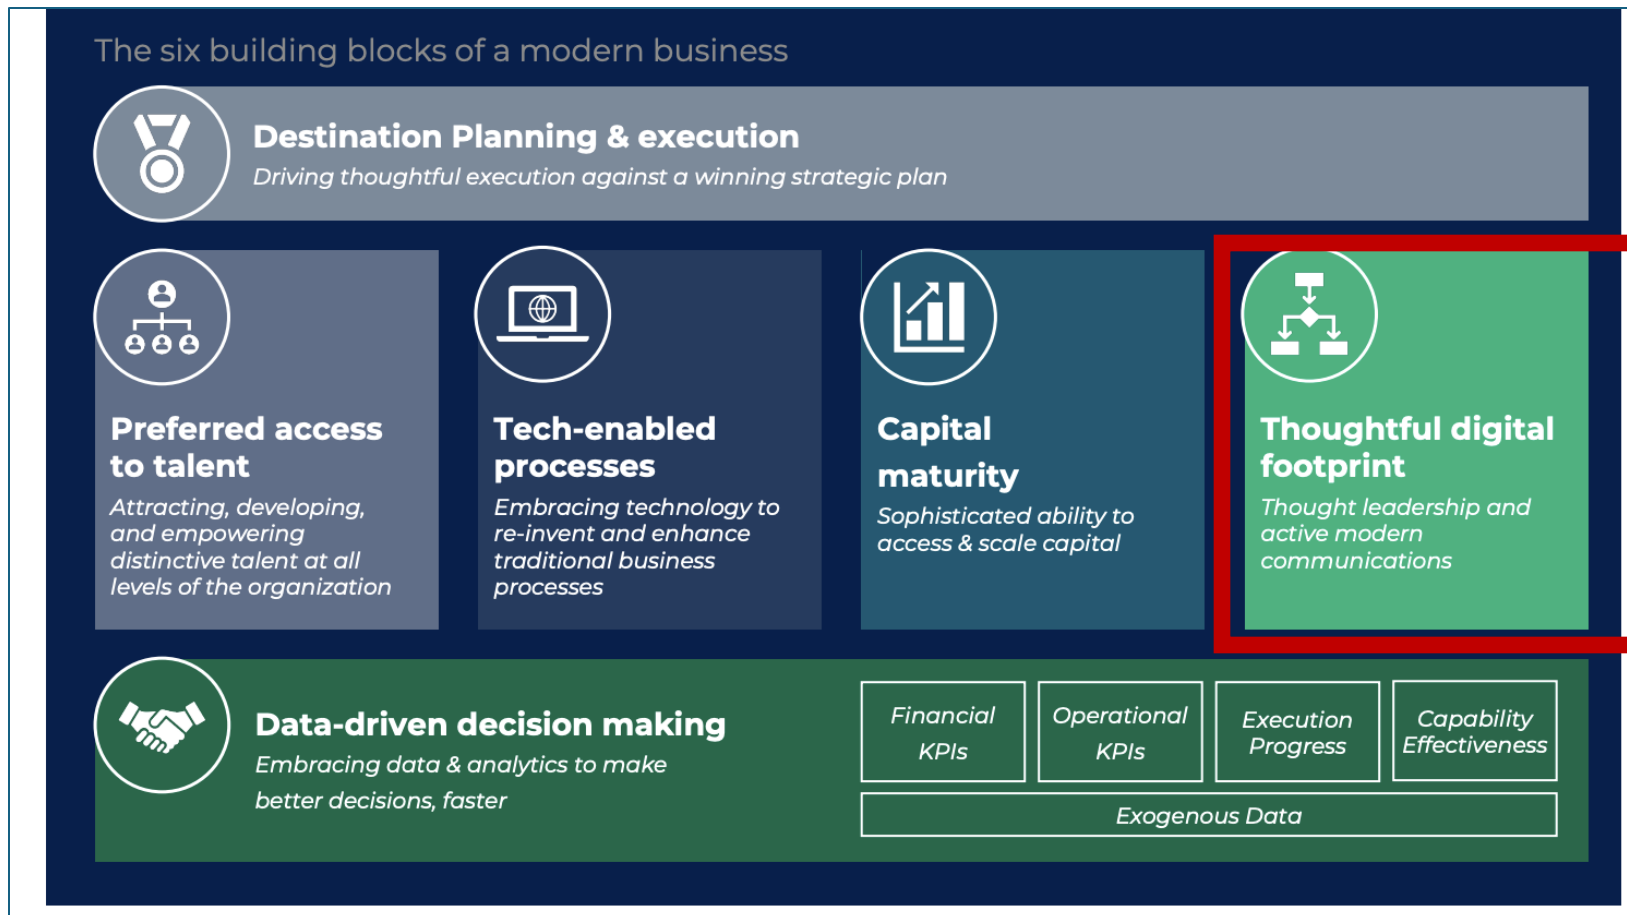 The six building blocks of a modern business
Destination Planning & execution
Driving thoughtful execution against a winning strategic plan
Preferred access
to talent
Attracting, developing,
and empowering
distinctive talent at all
levels of the organization
Tech-enabled
processes
Embracing technology to
re-invent and enhance
traditional business
processes
Capital
maturity
Sophisticated ability to
access & scale capital
Thoughtful digital
footprint
Thought leadership and
active modern
communications
Data-driven decision making
Embracing data & analytics to make
better decisions, faster
Financial
KPIs
Operational
KPIs
Execution
Progress
Capability
Effectiveness
Exogenous Data